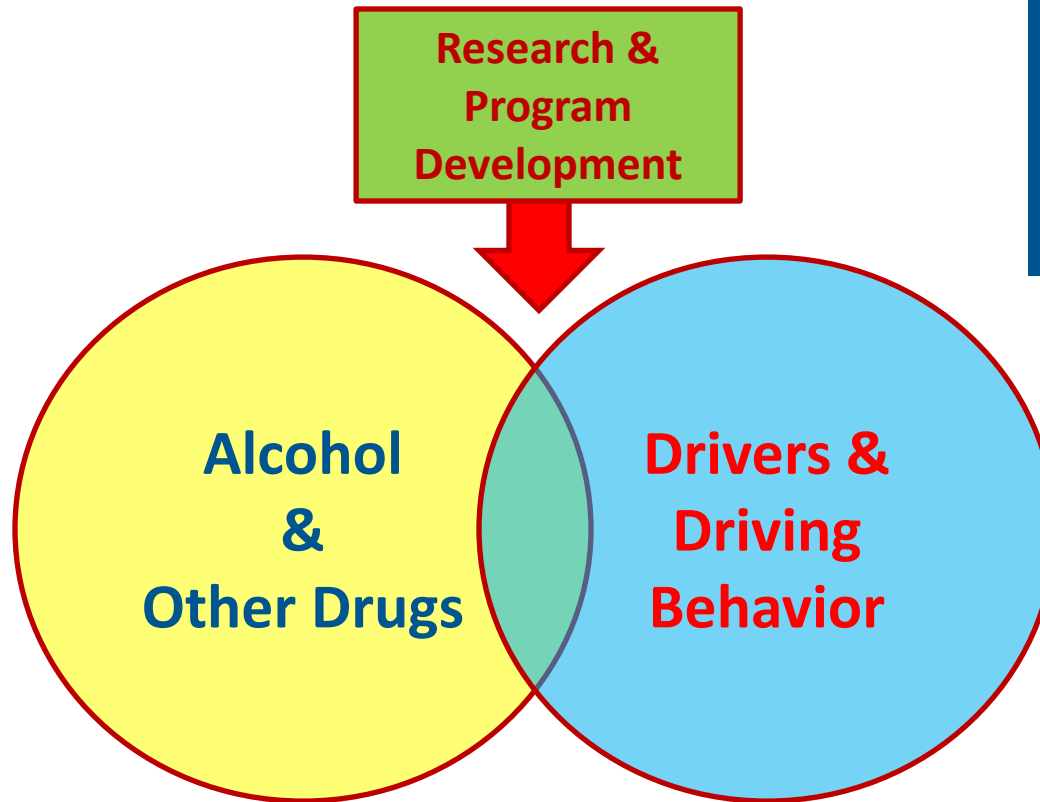 Research &
Program
Development
Alcohol
&
Other Drugs
Drivers &
Driving
Behavior